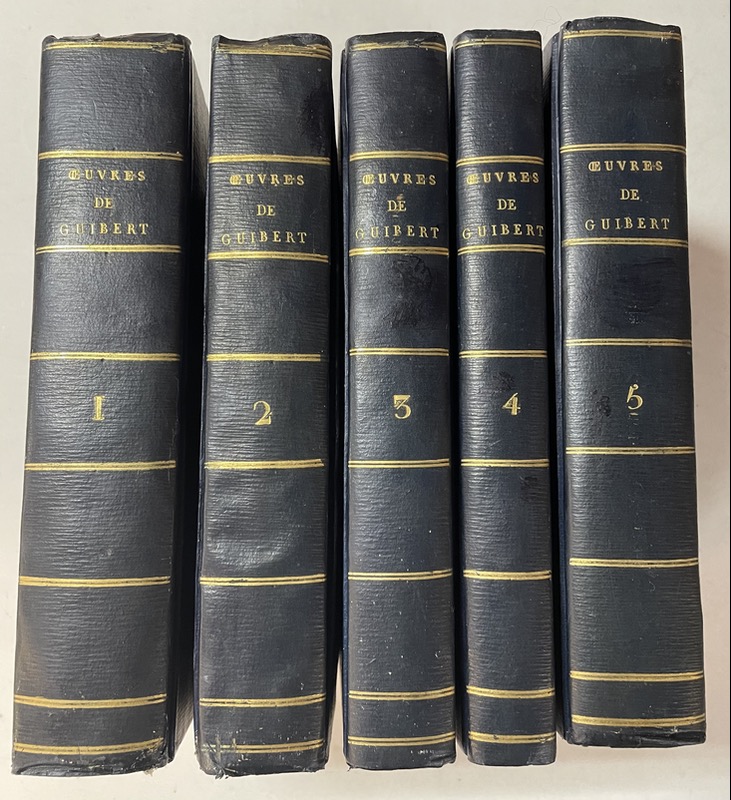 ŒUVRES
DE
GUIBERT
1
ŒUVRES
DE
GUIBERT
2
ŒUVRES
DE
GUIBERT
3
ŒUVRES
DE
GUIBERT
4
ŒUVRES
DE
GUIBERT
5